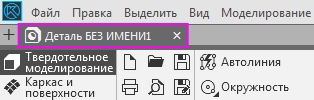 Файл Правка Выделить Вид Моделирование
Деталь БЕЗ ИМЕНИ1
Твердотельное моделирование
Автолиния
Каркас и поверхности
Окружность